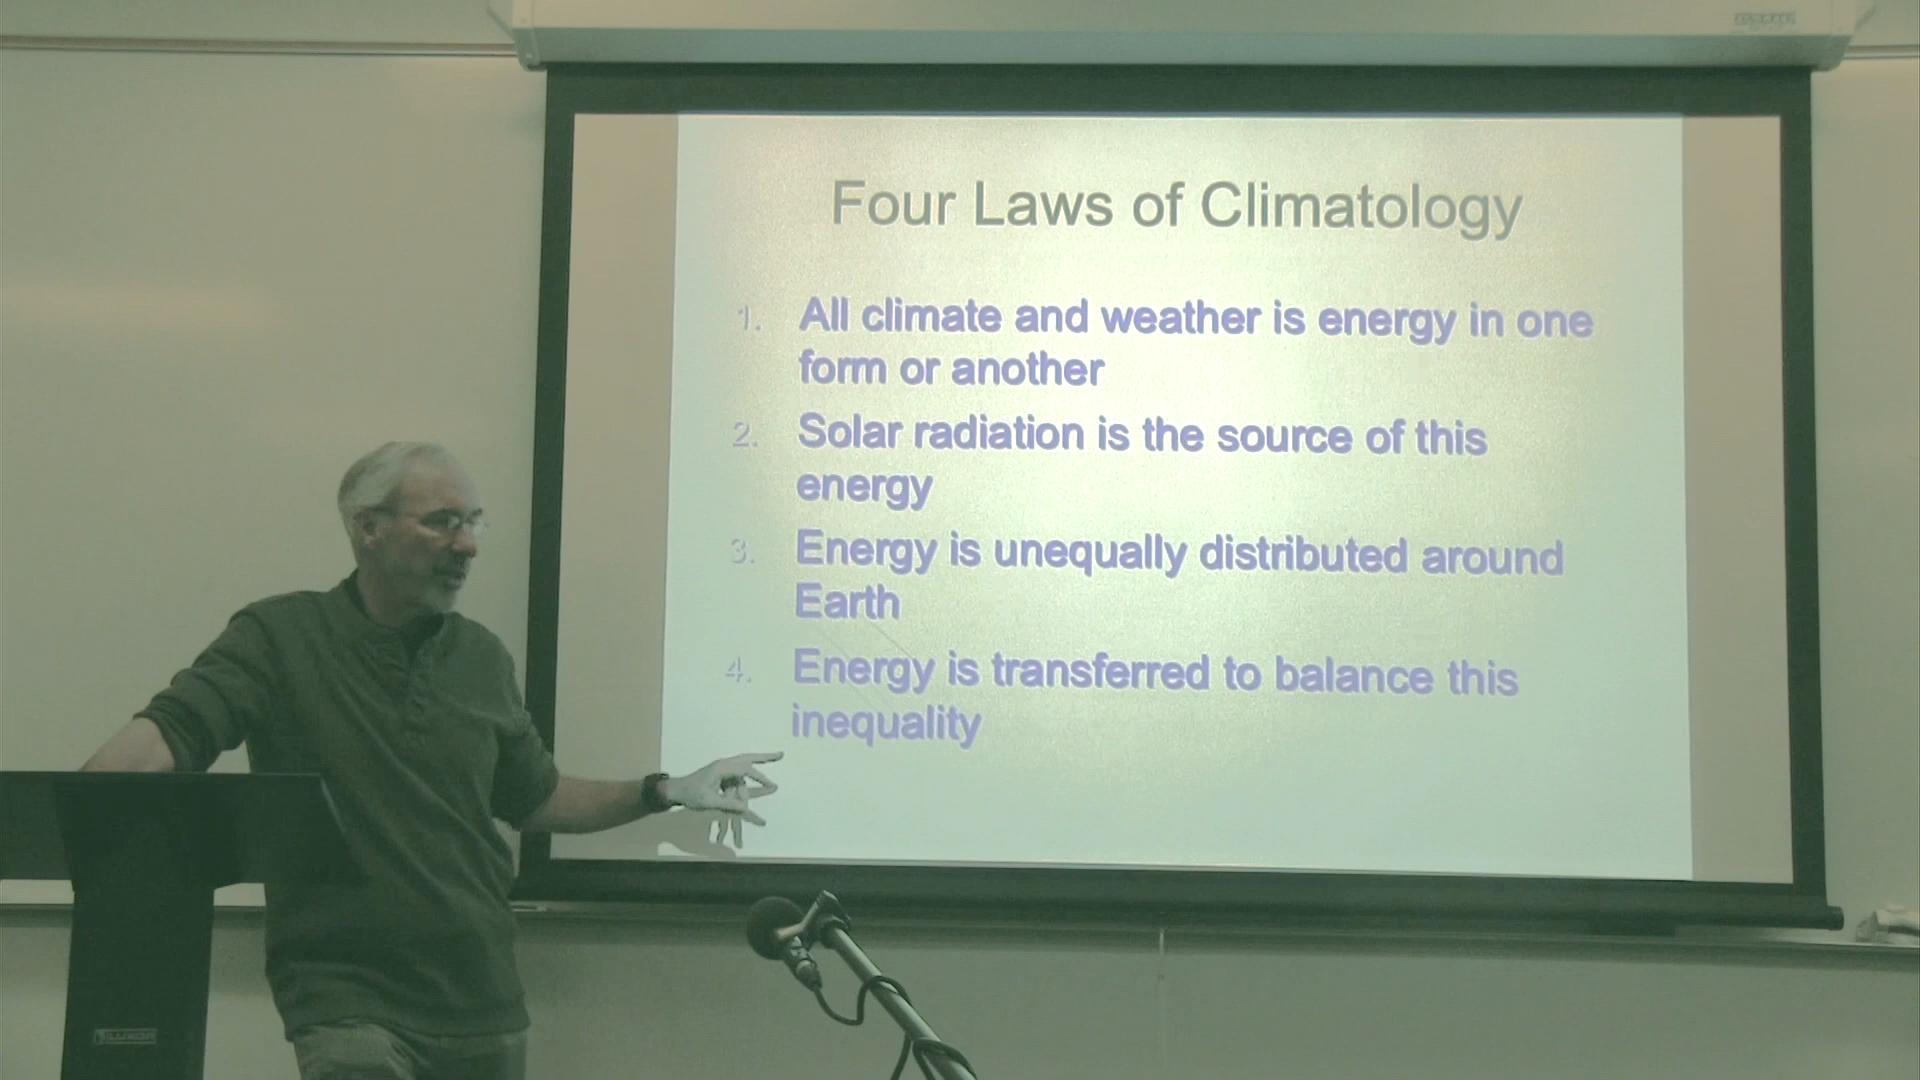 Four Laws of Climatology
1. All climate and weather is energy in one
form or another
2. Solar radiation is the source of this
energy
3. Energy is unequally distributed around
Earth
4. Energy is transferred to balance this
inequality